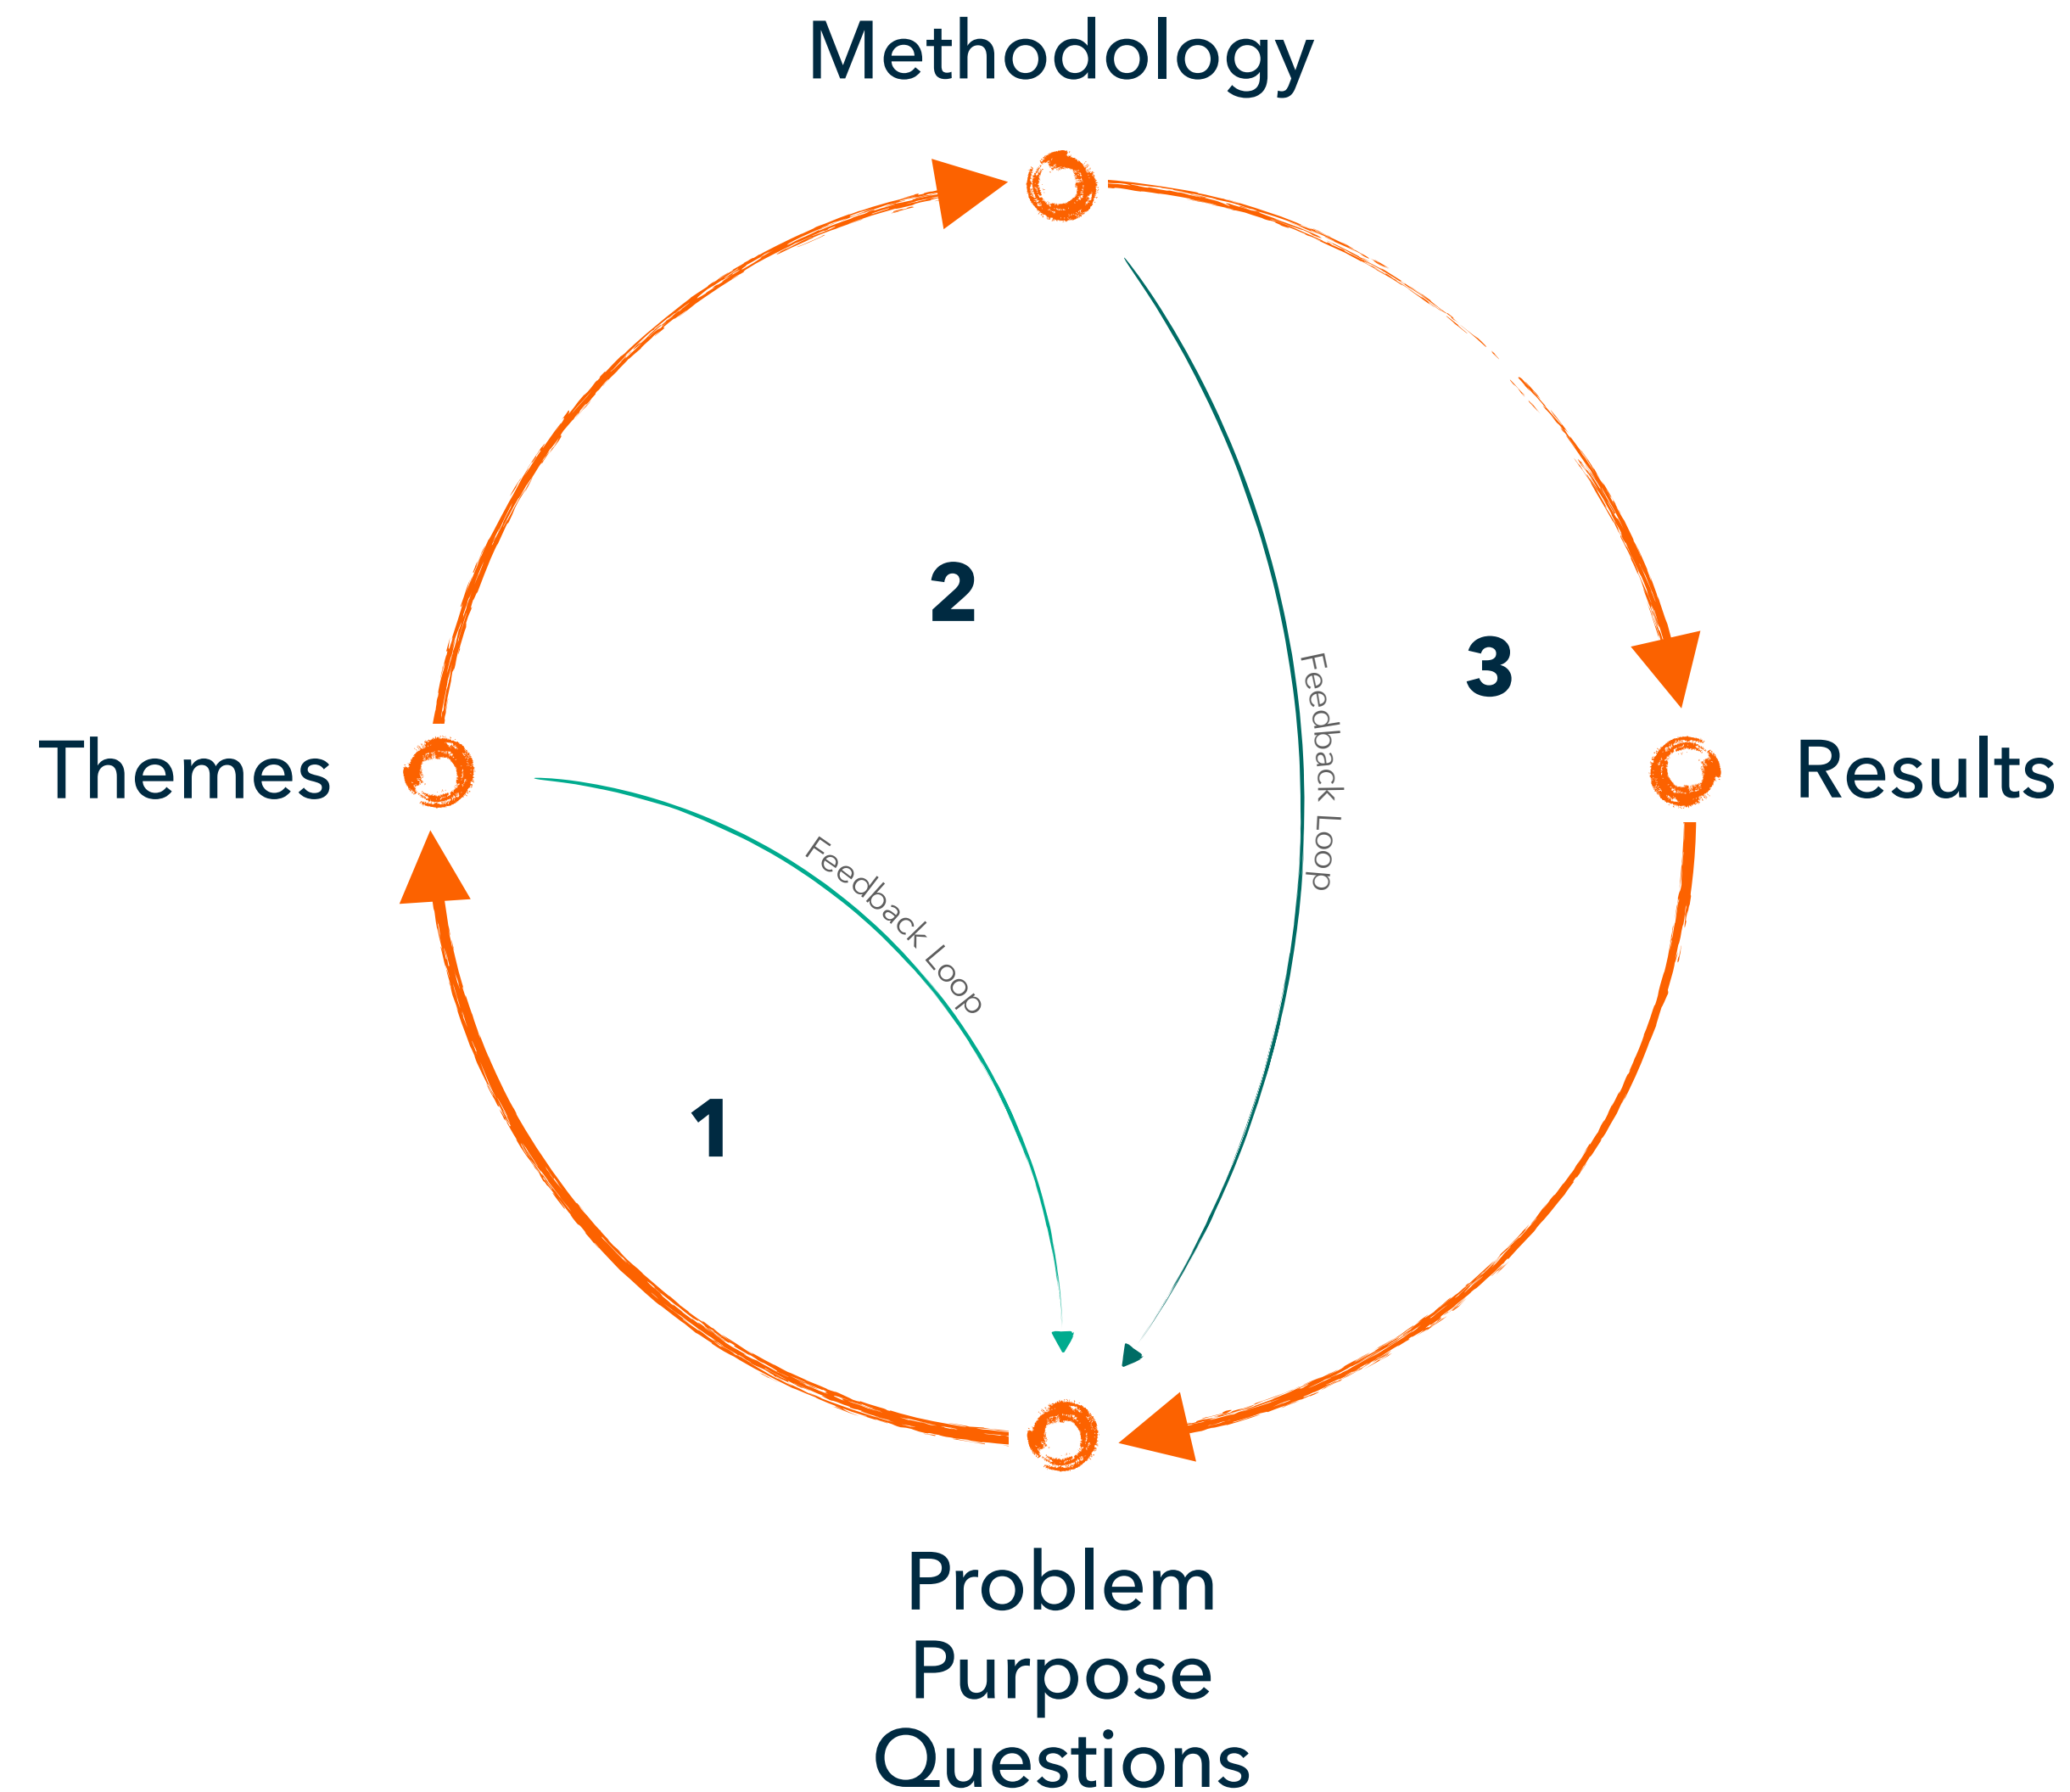 Methodology
2
3
Feedback Loop
Themes
Results
Feedback Loop
1
Problem
Purpose
Questions